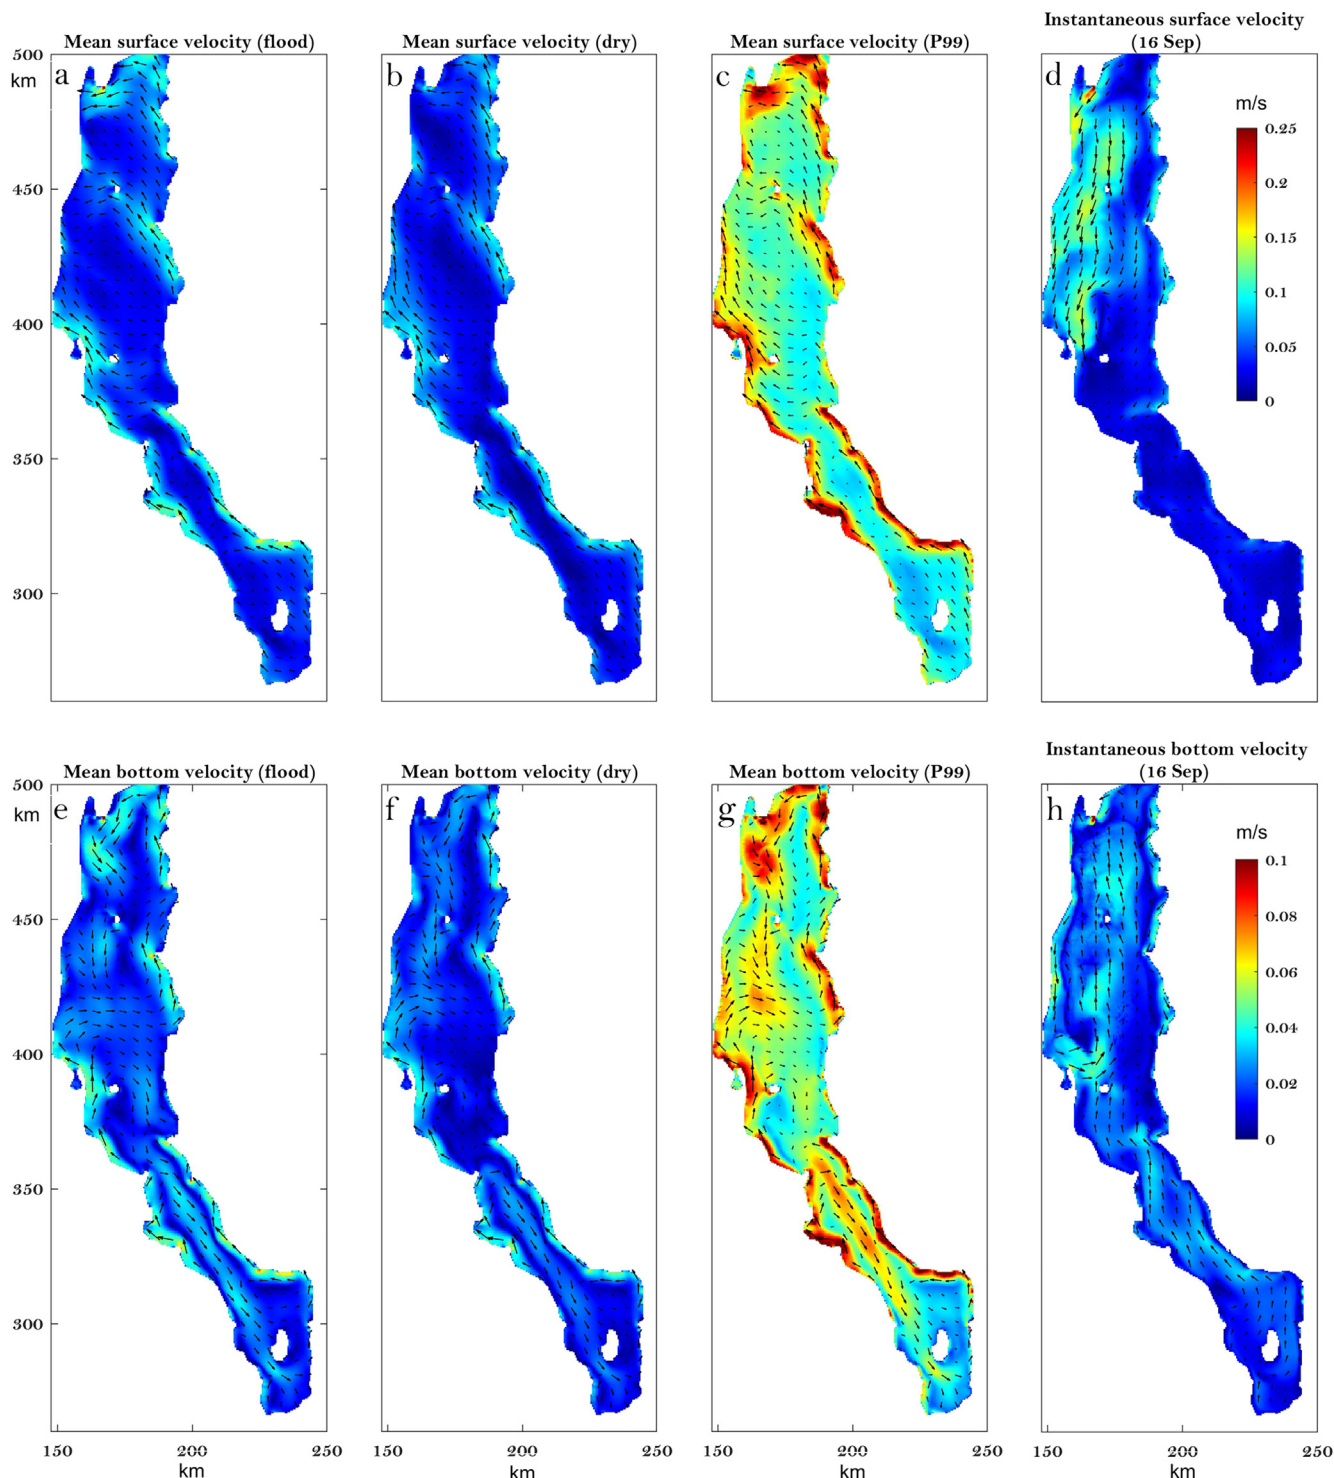 Mean surface velocity (flood)
Mean surface velocity (dry)
Mean surface velocity (P99)
Instantaneous surface velocity
(16 Sep)
500
km
450
400
350
300
a
b
c
d
m/s
0.25
0.2
0.15
0.1
0.05
0
Mean bottom velocity (flood)
Mean bottom velocity (dry)
Mean bottom velocity (P99)
Instantaneous bottom velocity
(16 Sep)
500
km
450
400
350
300
e
f
g
h
m/s
0.1
0.08
0.06
0.04
0.02
0
150 200 250
km
200 250
km
200 250
km
150 200 250
km